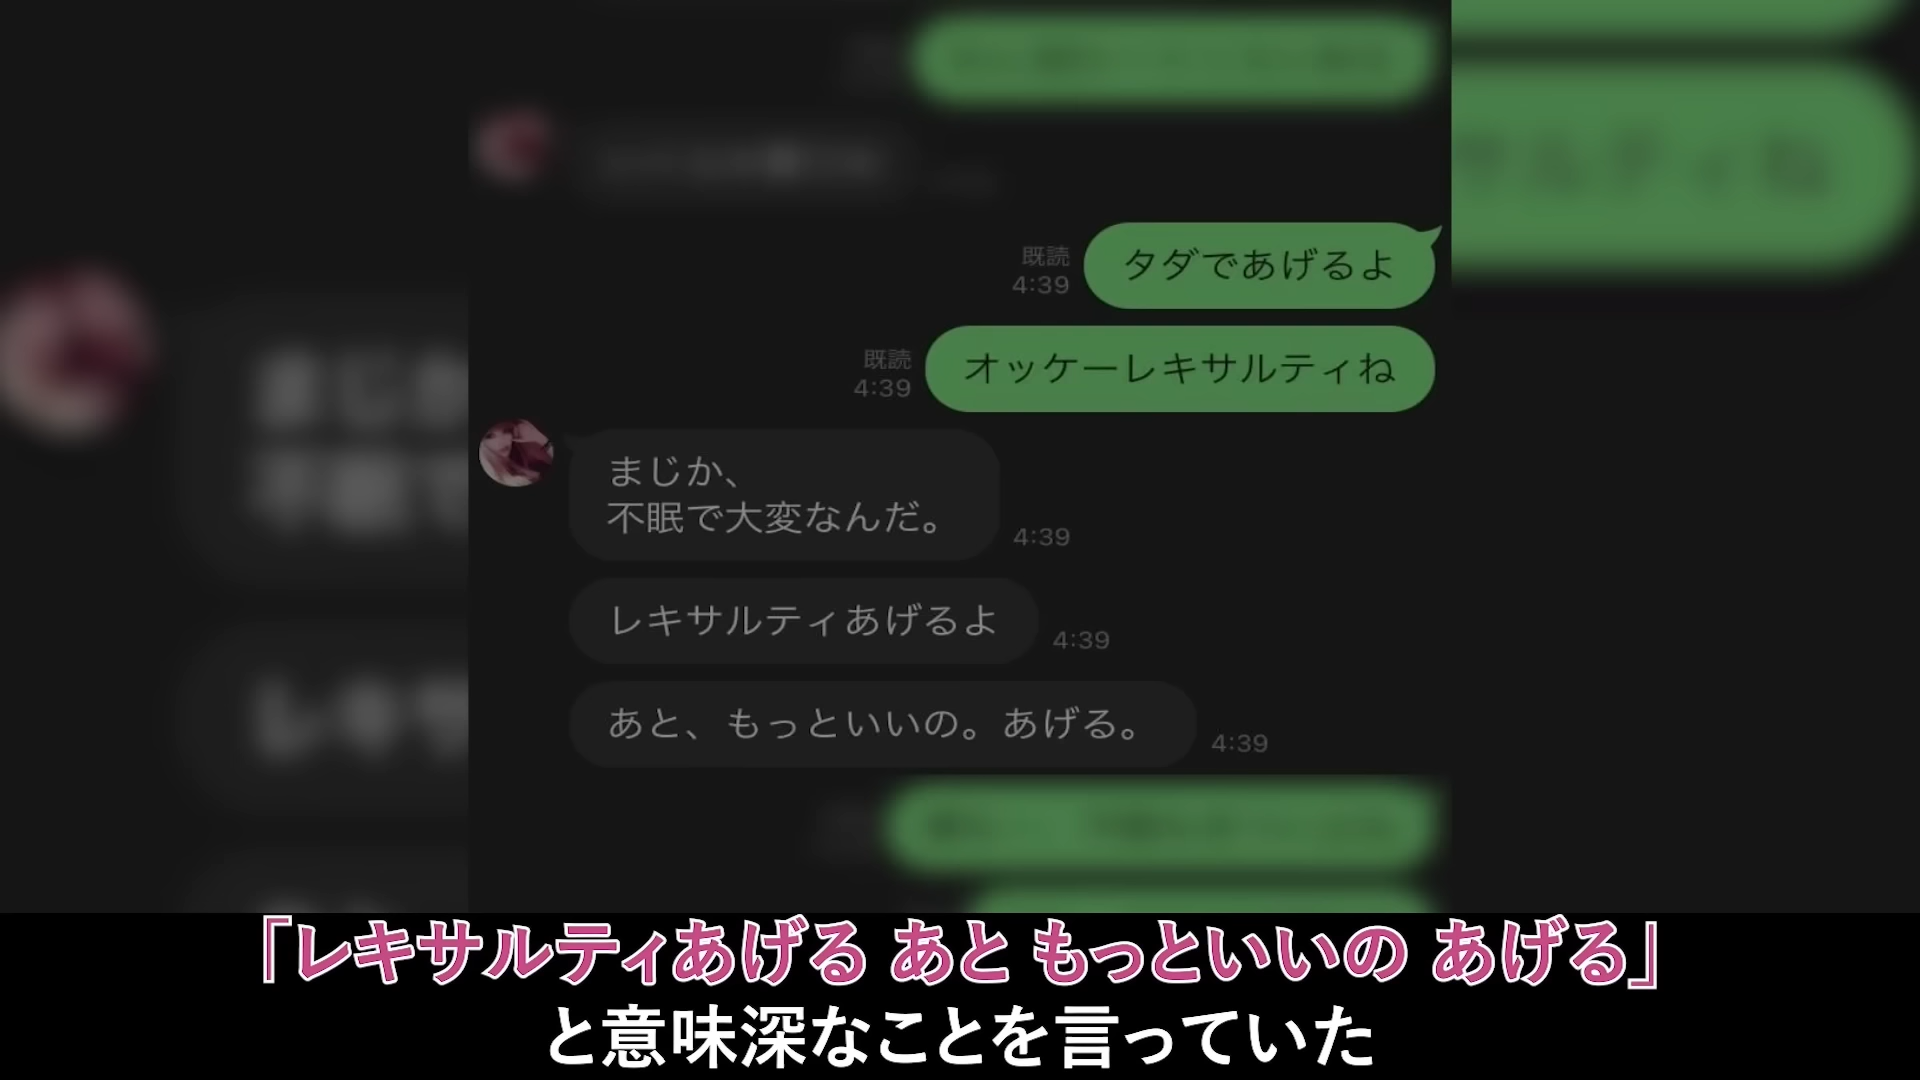 タダであげるよ
既読
4:39
オッケーレキサルティね
既読
4:39
まじか、
不眠で大変なんだ。
4:39
レキサルティあげるよ
4:39
あと、もっといいの。あげる。
4:39
「レキサルティあげる あと もっといいの あげる」
と意味深なことを言っていた